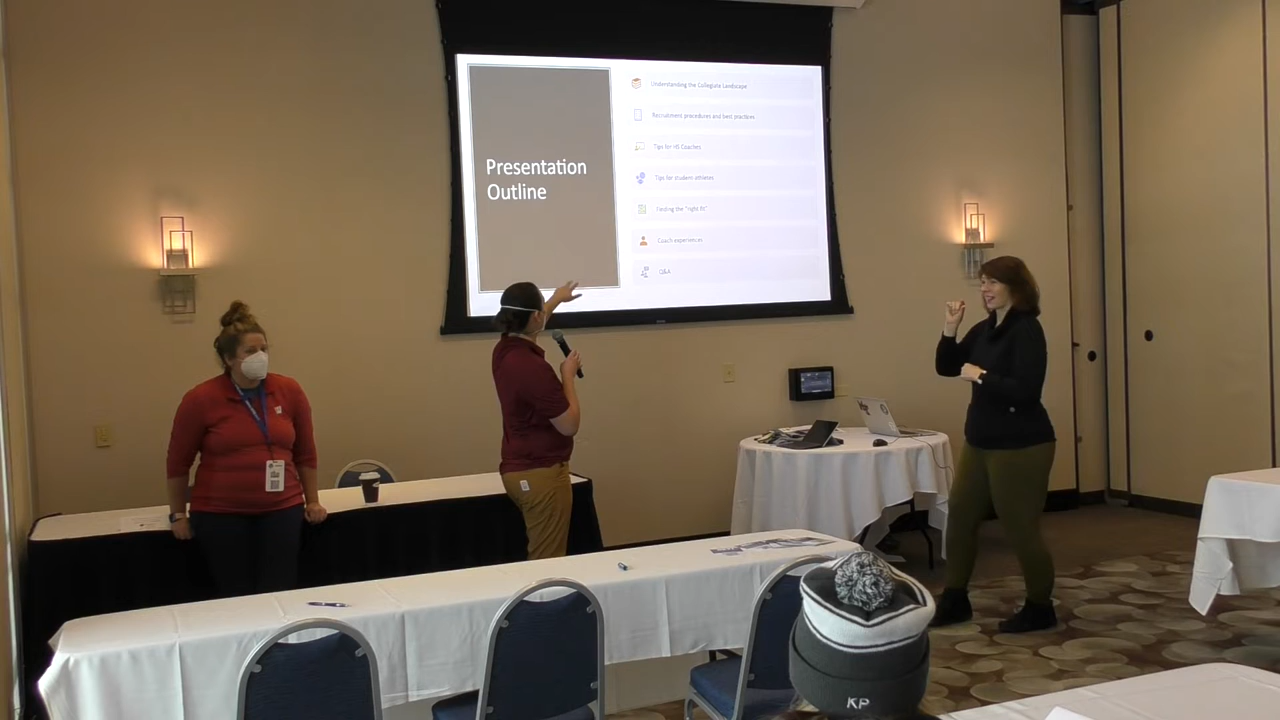 Presentation
Outline
Understanding the Collegiate Landscape
Recruitment procedures and best practices
Tips for HS Coaches
Tips for student athletes
Finding the "right fit"
Coach experiences
Q&A
KP